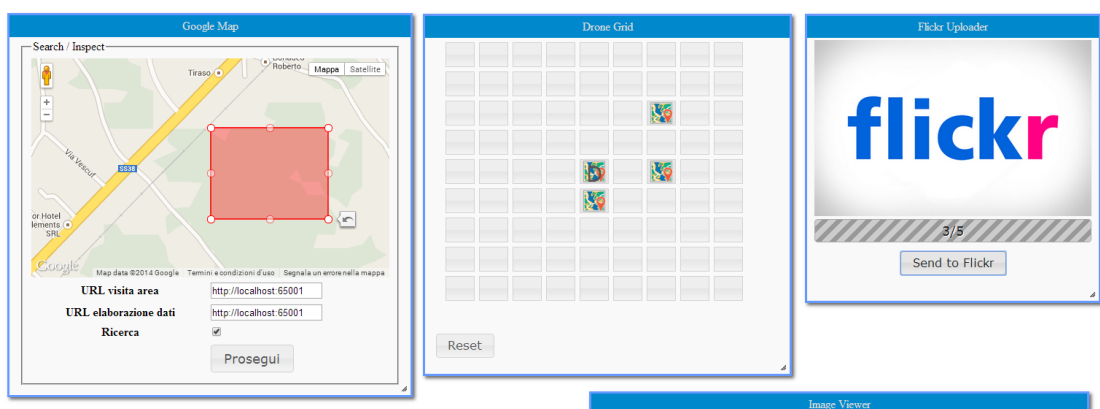 Google Map
Search / Inspect
Tiraso
Roberto
Mappa
Satellite
Via Vescur
SS38
or Hotel
lements
SRL
Google
Map data ©2014 Google
Termini e condizioni d'uso
Segnala un errore nella mappa
URL visita area
http://localhost:65001
URL elaborazione dati
http://localhost:65001
Ricerca
Prosegui
Drone Grid
Reset
Flickr Uploader
flickr
3/5
Send to Flickr
Image Viewer